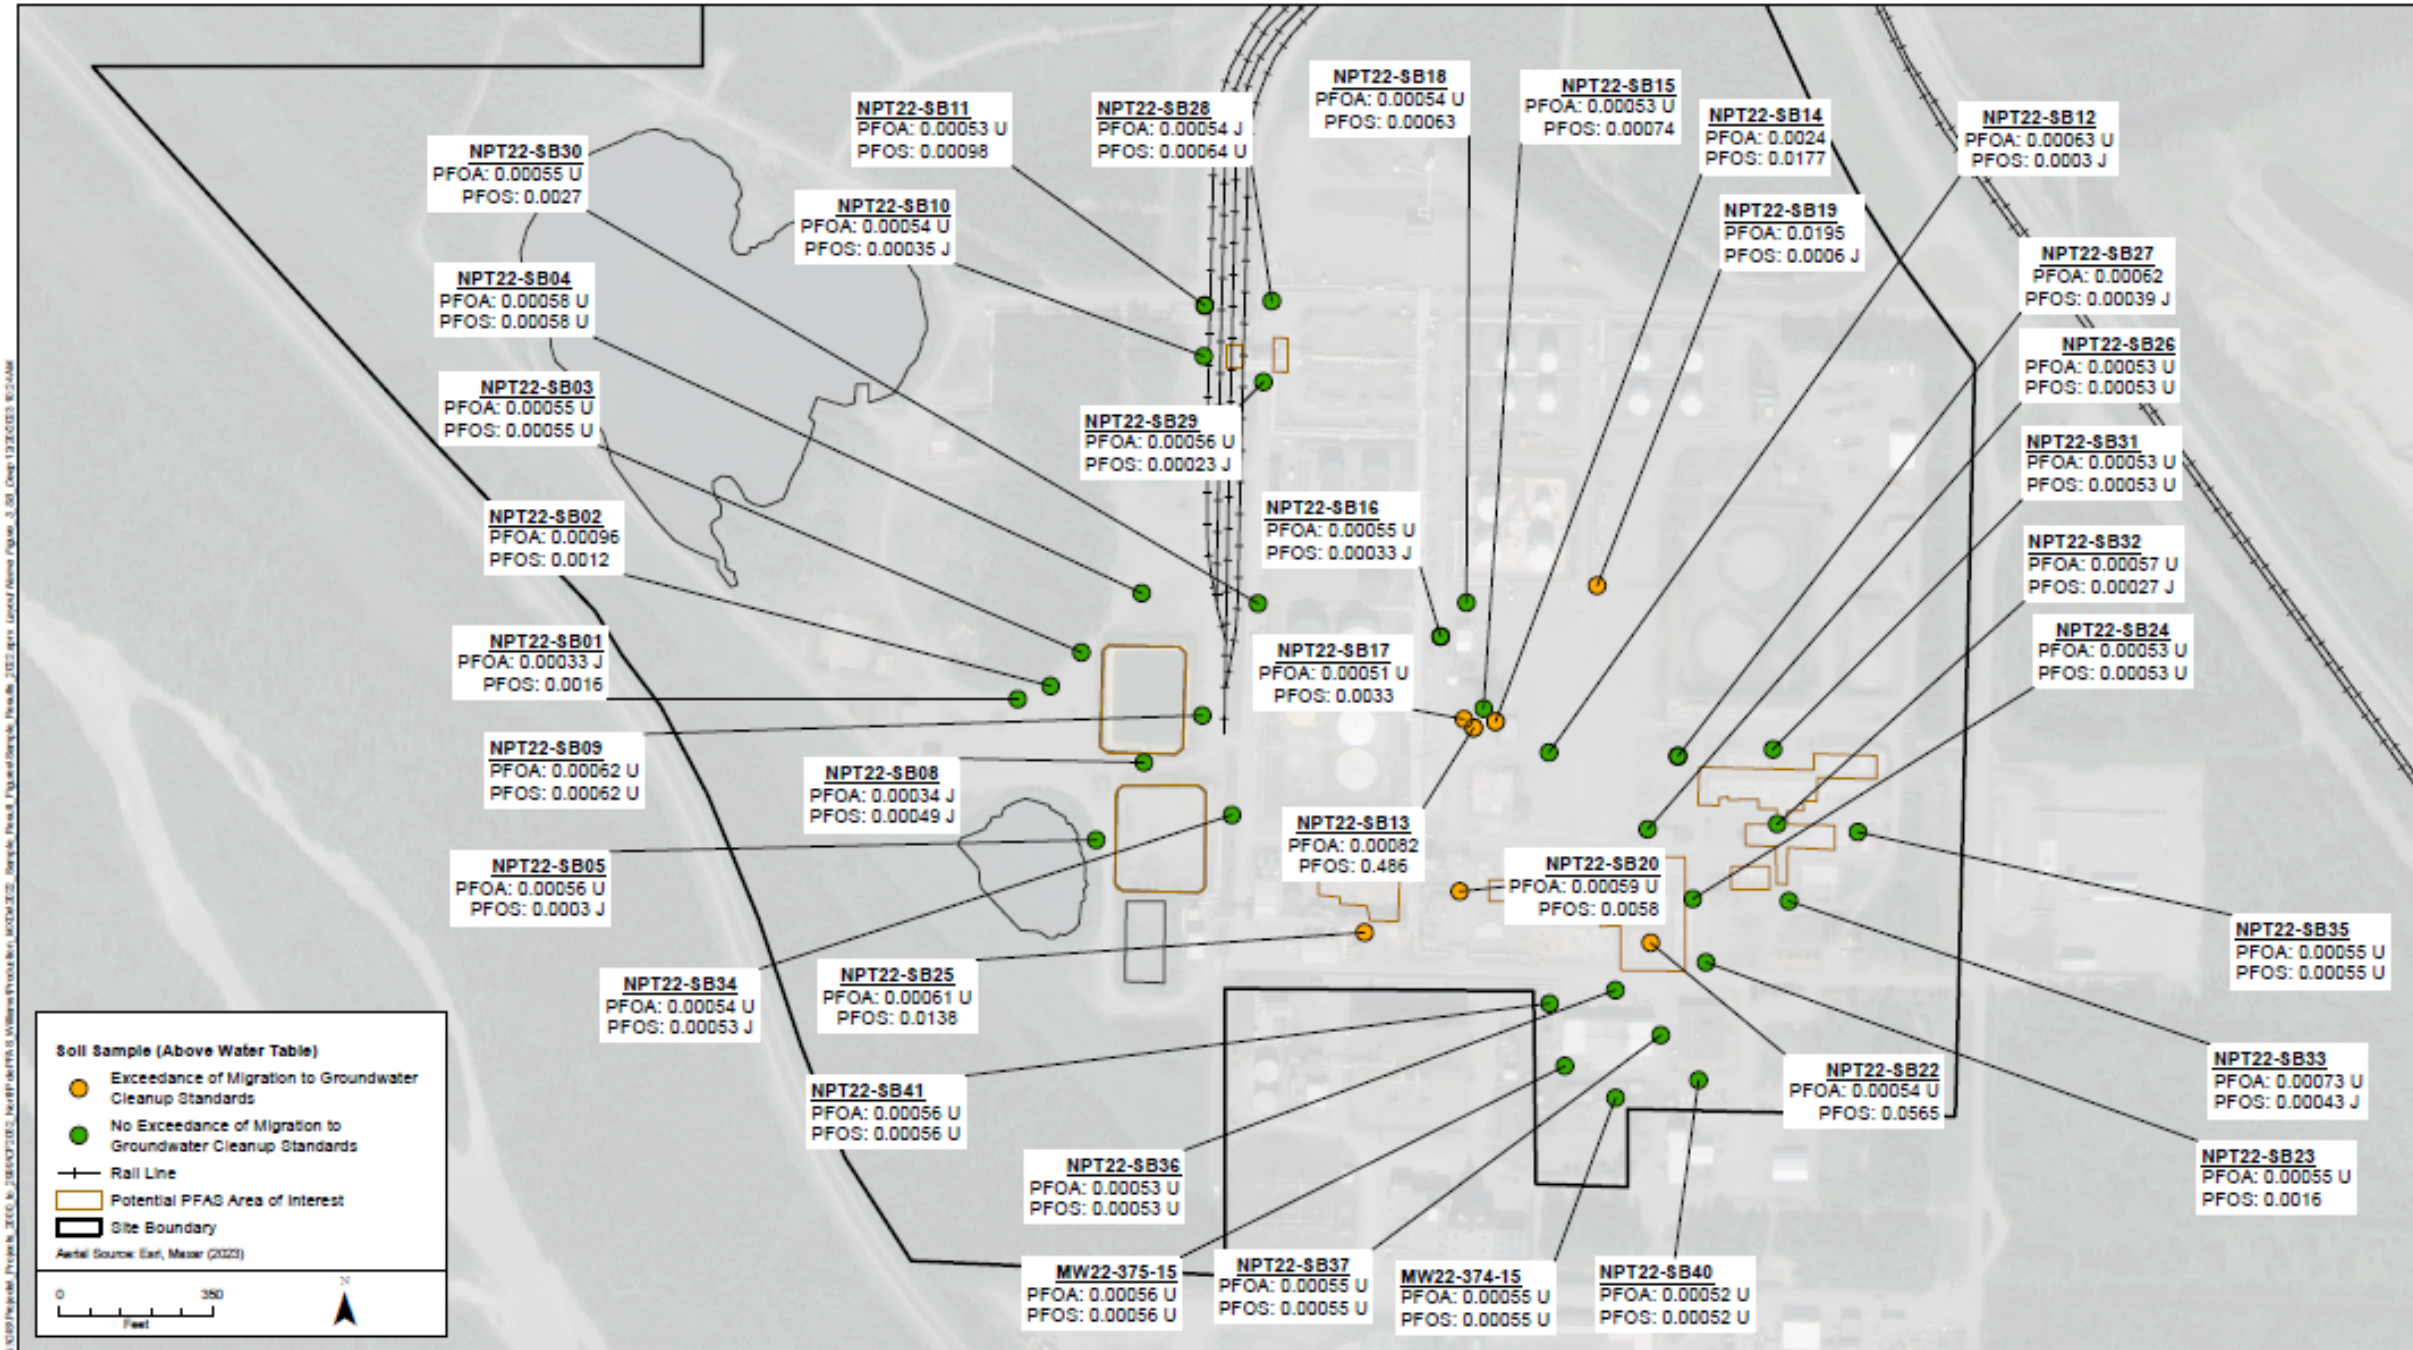 NPT22-SB18
PFOA: 0.00054 U
PFOS: 0.00063
NPT22-SB15
PFOA: 0.00053 U
PFOS: 0.00074
NPT22-SB11
PFOA: 0.00053 U
PFOS: 0.00098
NPT22-SB28
PFOA: 0.00054 J
PFOS: 0.00064 U
NPT22-SB14
PFOA: 0.0024
PFOS: 0.0177
NPT22-SB12
PFOA: 0.00063 U
PFOS: 0.0003 J
NPT22-SB30
PFOA: 0.00055 U
PFOS: 0.0027
NPT22-SB10
PFOA: 0.00054 U
PFOS: 0.00035 J
NPT22-SB19
PFOA: 0.0195
PFOS: 0.0006 J
NPT22-SB27
PFOA: 0.00062
PFOS: 0.00039 J
NPT22-SB04
PFOA: 0.00058 U
PFOS: 0.00058 U
NPT22-SB26
PFOA: 0.00053 U
PFOS: 0.00053 U
NPT22-SB03
PFOA: 0.00055 U
PFOS: 0.00055 U
NPT22-SB29
PFOA: 0.00056 U
PFOS: 0.00023 J
NPT22-SB31
PFOA: 0.00053 U
PFOS: 0.00053 U
NPT22-SB02
PFOA: 0.00096
PFOS: 0.0012
NPT22-SB16
PFOA: 0.00055 U
PFOS: 0.00033 J
NPT22-SB32
PFOA: 0.00057 U
PFOS: 0.00027 J
NPT22-SB01
PFOA: 0.00033 J
PFOS: 0.0016
NPT22-SB17
PFOA: 0.00051 U
PFOS: 0.0033
NPT22-SB24
PFOA: 0.00053 U
PFOS: 0.00053 U
NPT22-SB09
PFOA: 0.00062 U
PFOS: 0.00062 U
NPT22-SB08
PFOA: 0.00034 J
PFOS: 0.00049 J
NPT22-SB13
PFOA: 0.00082
PFOS: 0.486
NPT22-SB20
PFOA: 0.00059 U
PFOS: 0.0058
NPT22-SB05
PFOA: 0.00056 U
PFOS: 0.0003 J
NPT22-SB35
PFOA: 0.00055 U
PFOS: 0.00055 U
NPT22-SB34
PFOA: 0.00054 U
PFOS: 0.00053 J
NPT22-SB25
PFOA: 0.00061 U
PFOS: 0.0138
NPT22-SB33
PFOA: 0.00073 U
PFOS: 0.00043 J
NPT22-SB22
PFOA: 0.00054 U
PFOS: 0.0565
NPT22-SB41
PFOA: 0.00056 U
PFOS: 0.00056 U
NPT22-SB23
PFOA: 0.00055 U
PFOS: 0.0016
NPT22-SB36
PFOA: 0.00053 U
PFOS: 0.00053 U
MW22-375-15
PFOA: 0.00056 U
PFOS: 0.00056 U
NPT22-SB37
PFOA: 0.00055 U
PFOS: 0.00055 U
MW22-374-15
PFOA: 0.00055 U
PFOS: 0.00055 U
NPT22-SB40
PFOA: 0.00052 U
PFOS: 0.00052 U
Soil Sample (Above Water Table)
Exceedance of Migration to Groundwater
Cleanup Standards
No Exceedance of Migration to
Groundwater Cleanup Standards
Rail Line
Potential PFAS Area of Interest
Site Boundary
Aerial Source: Esri, Maxar (2023)
0 350
Feet
N